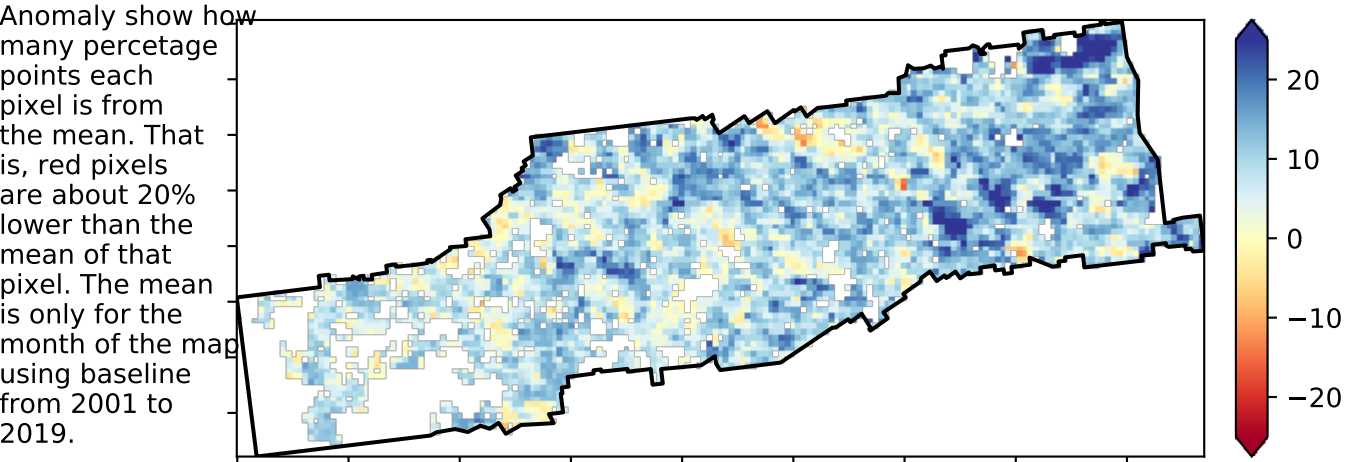 Anomaly show how
many percetage
points each
pixel is from
the mean. That
is, red pixels
are about 20%
lower than the
mean of that
pixel. The mean
is only for the
month of the map
using baseline
from 2001 to
2019.
20
10
0
−10
−20